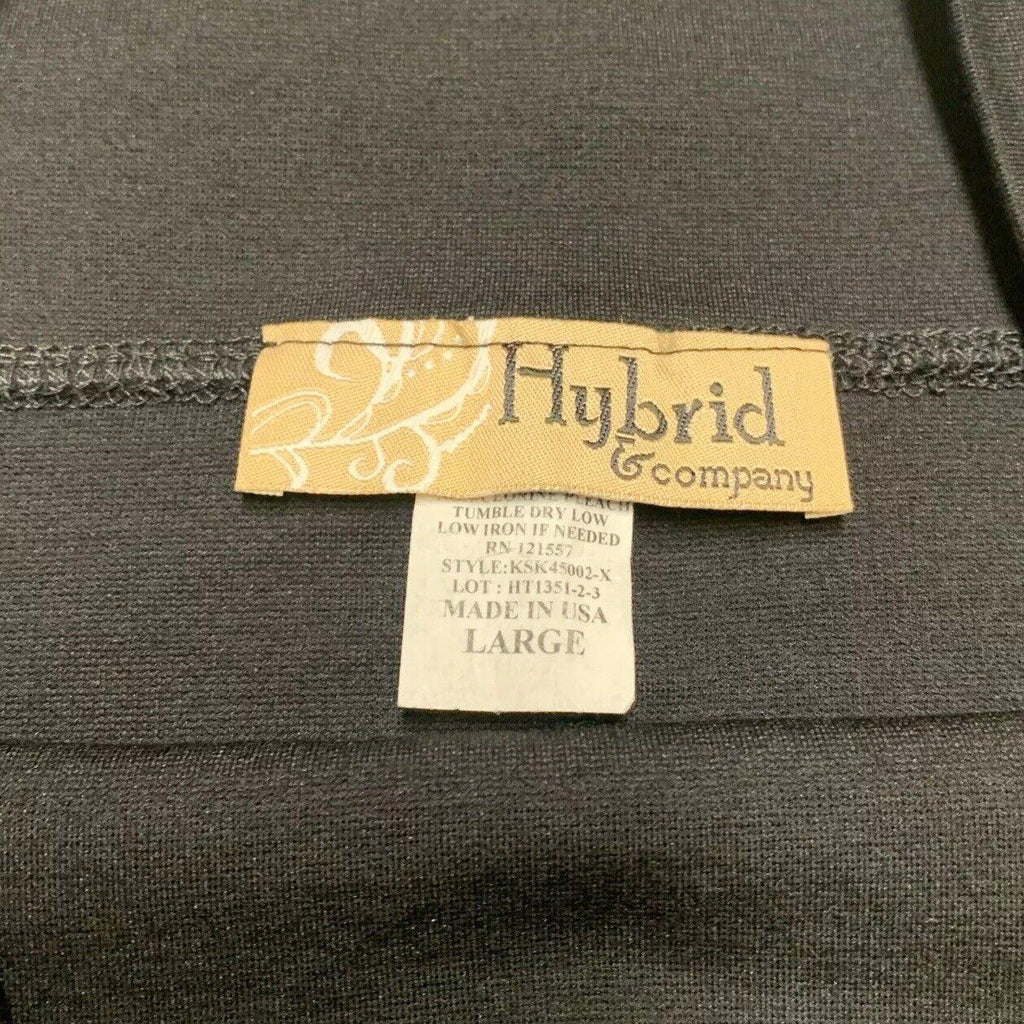 Hybrid
& company
BLEACH
TUMBLE DRY LOW
LOW IRON IF NEEDED
RN 121557
STYLE:KSK45002-X
LOT : HT1351-2-3
MADE IN USA
LARGE